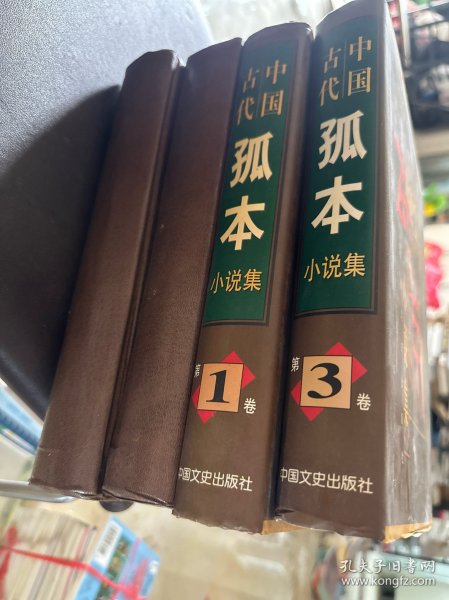 中国
古代
孤本
小说集
第1卷
中国文史出版社
中国
古代
孤本
小说集
第3卷
中国文史出版社
孔夫子旧书网
www.kongfz.com